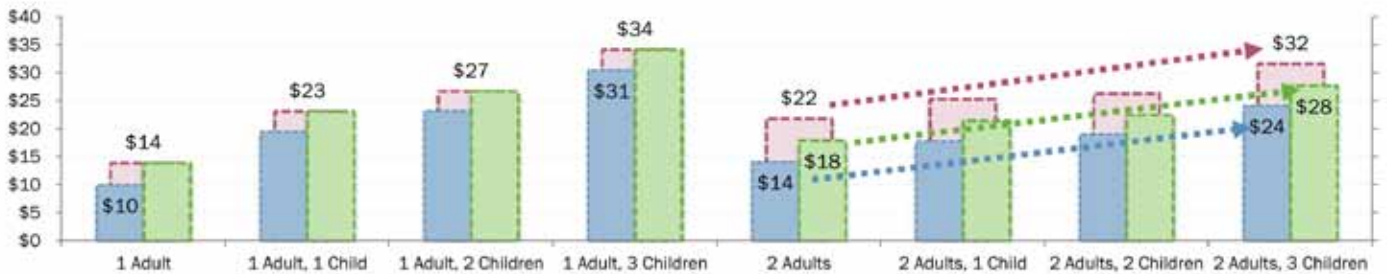 $40
$35
$30
$25
$20
$15
$10
$5
$0
$14
$10
$23
$27
$34
$31
$22
$18
$14
$32
$28
$24
1 Adult
1 Adult, 1 Child
1 Adult, 2 Children
1 Adult, 3 Children
2 Adults
2 Adults, 1 Child
2 Adults, 2 Children
2 Adults, 3 Children